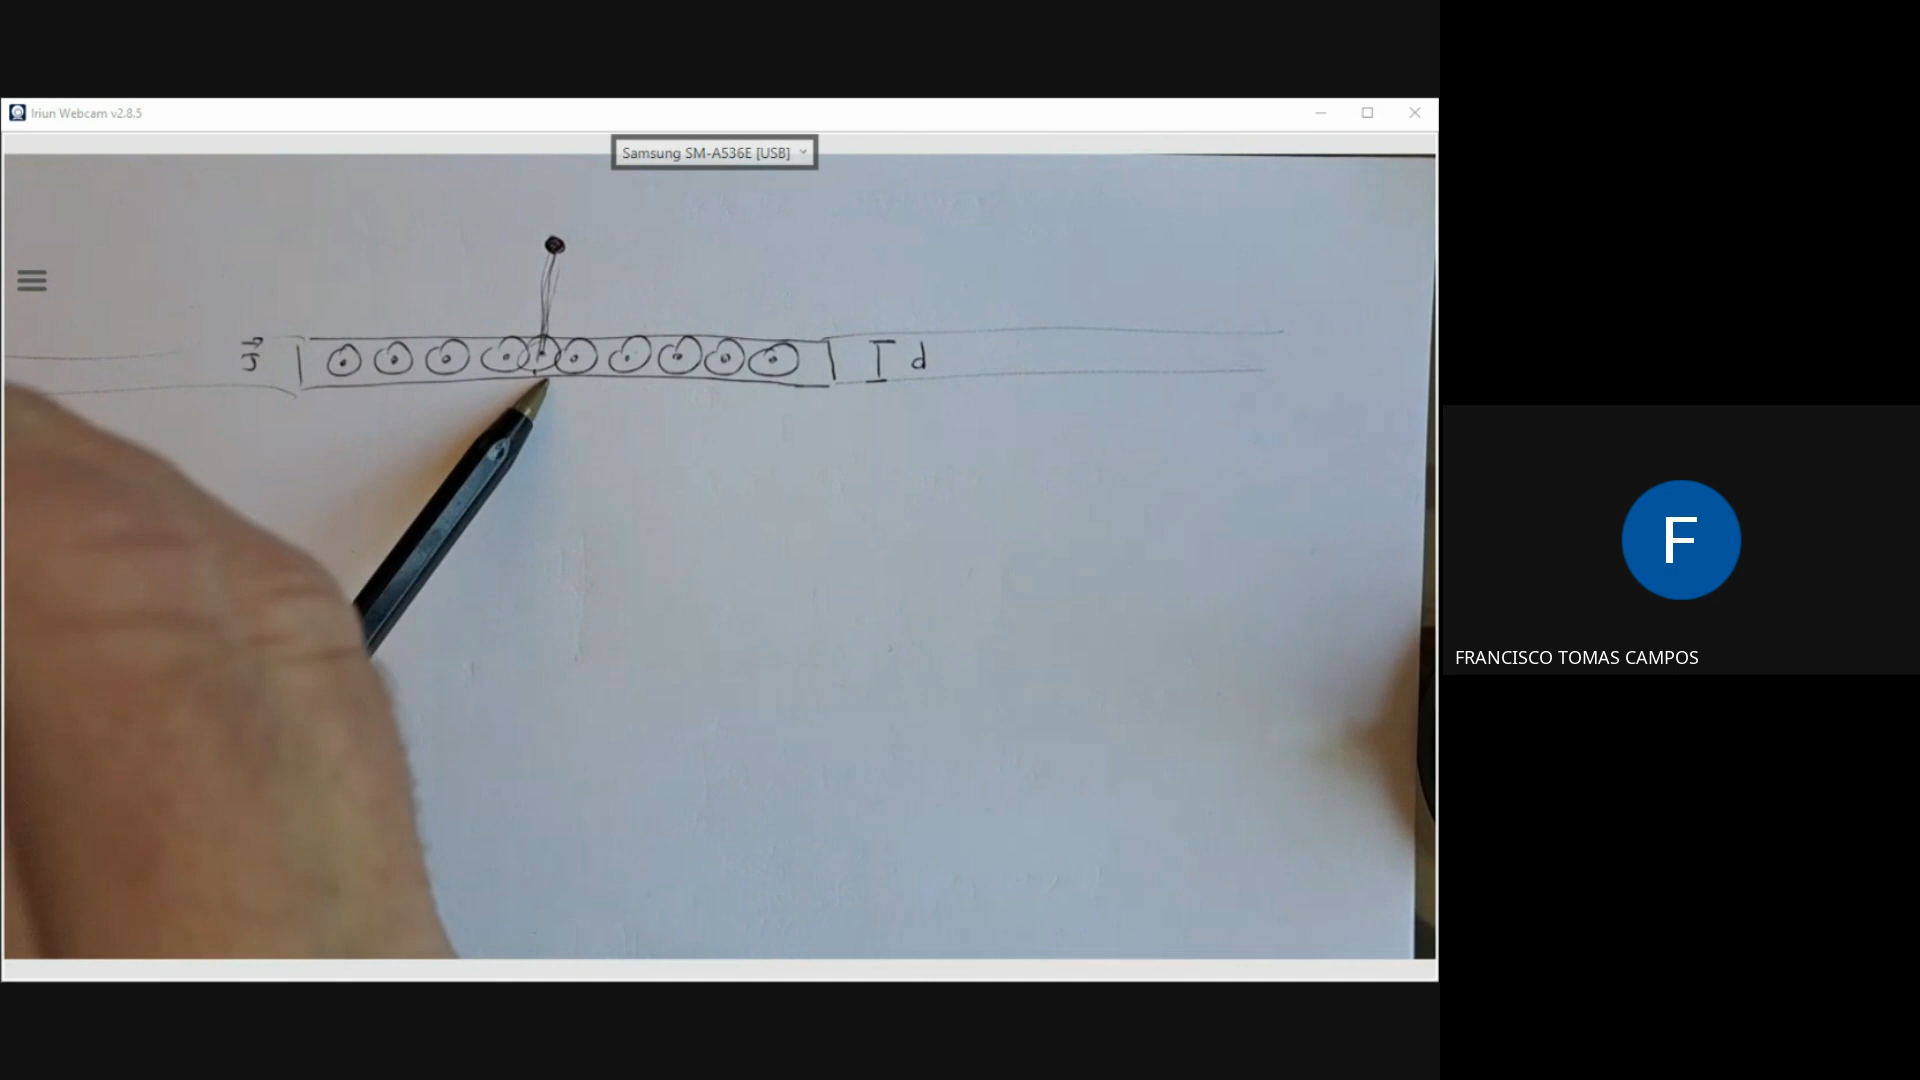 Iriun Webcam v2.8.5
Samsung SM-A536E [USB]
J⃗ d
F
FRANCISCO TOMAS CAMPOS